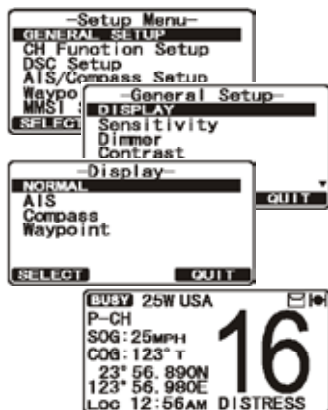 -Setup Menu-
GENERAL SETUP
CH Function Setup
DSC Setup
AIS/Compass Setup
MMSI
SELECT
-General Setup-
DISPLAY
Sensitivity
Dimmer
Contrast
QUIT
-Display-
NORMAL
AIS
Compass
Waypoint
SELECT QUIT
BUSY 25W USA
P-CH
SOG: 25MPH
COG: 123° T
23° 56. 890N
123° 56. 980E
LOC 12:56AM DISTRESS
16